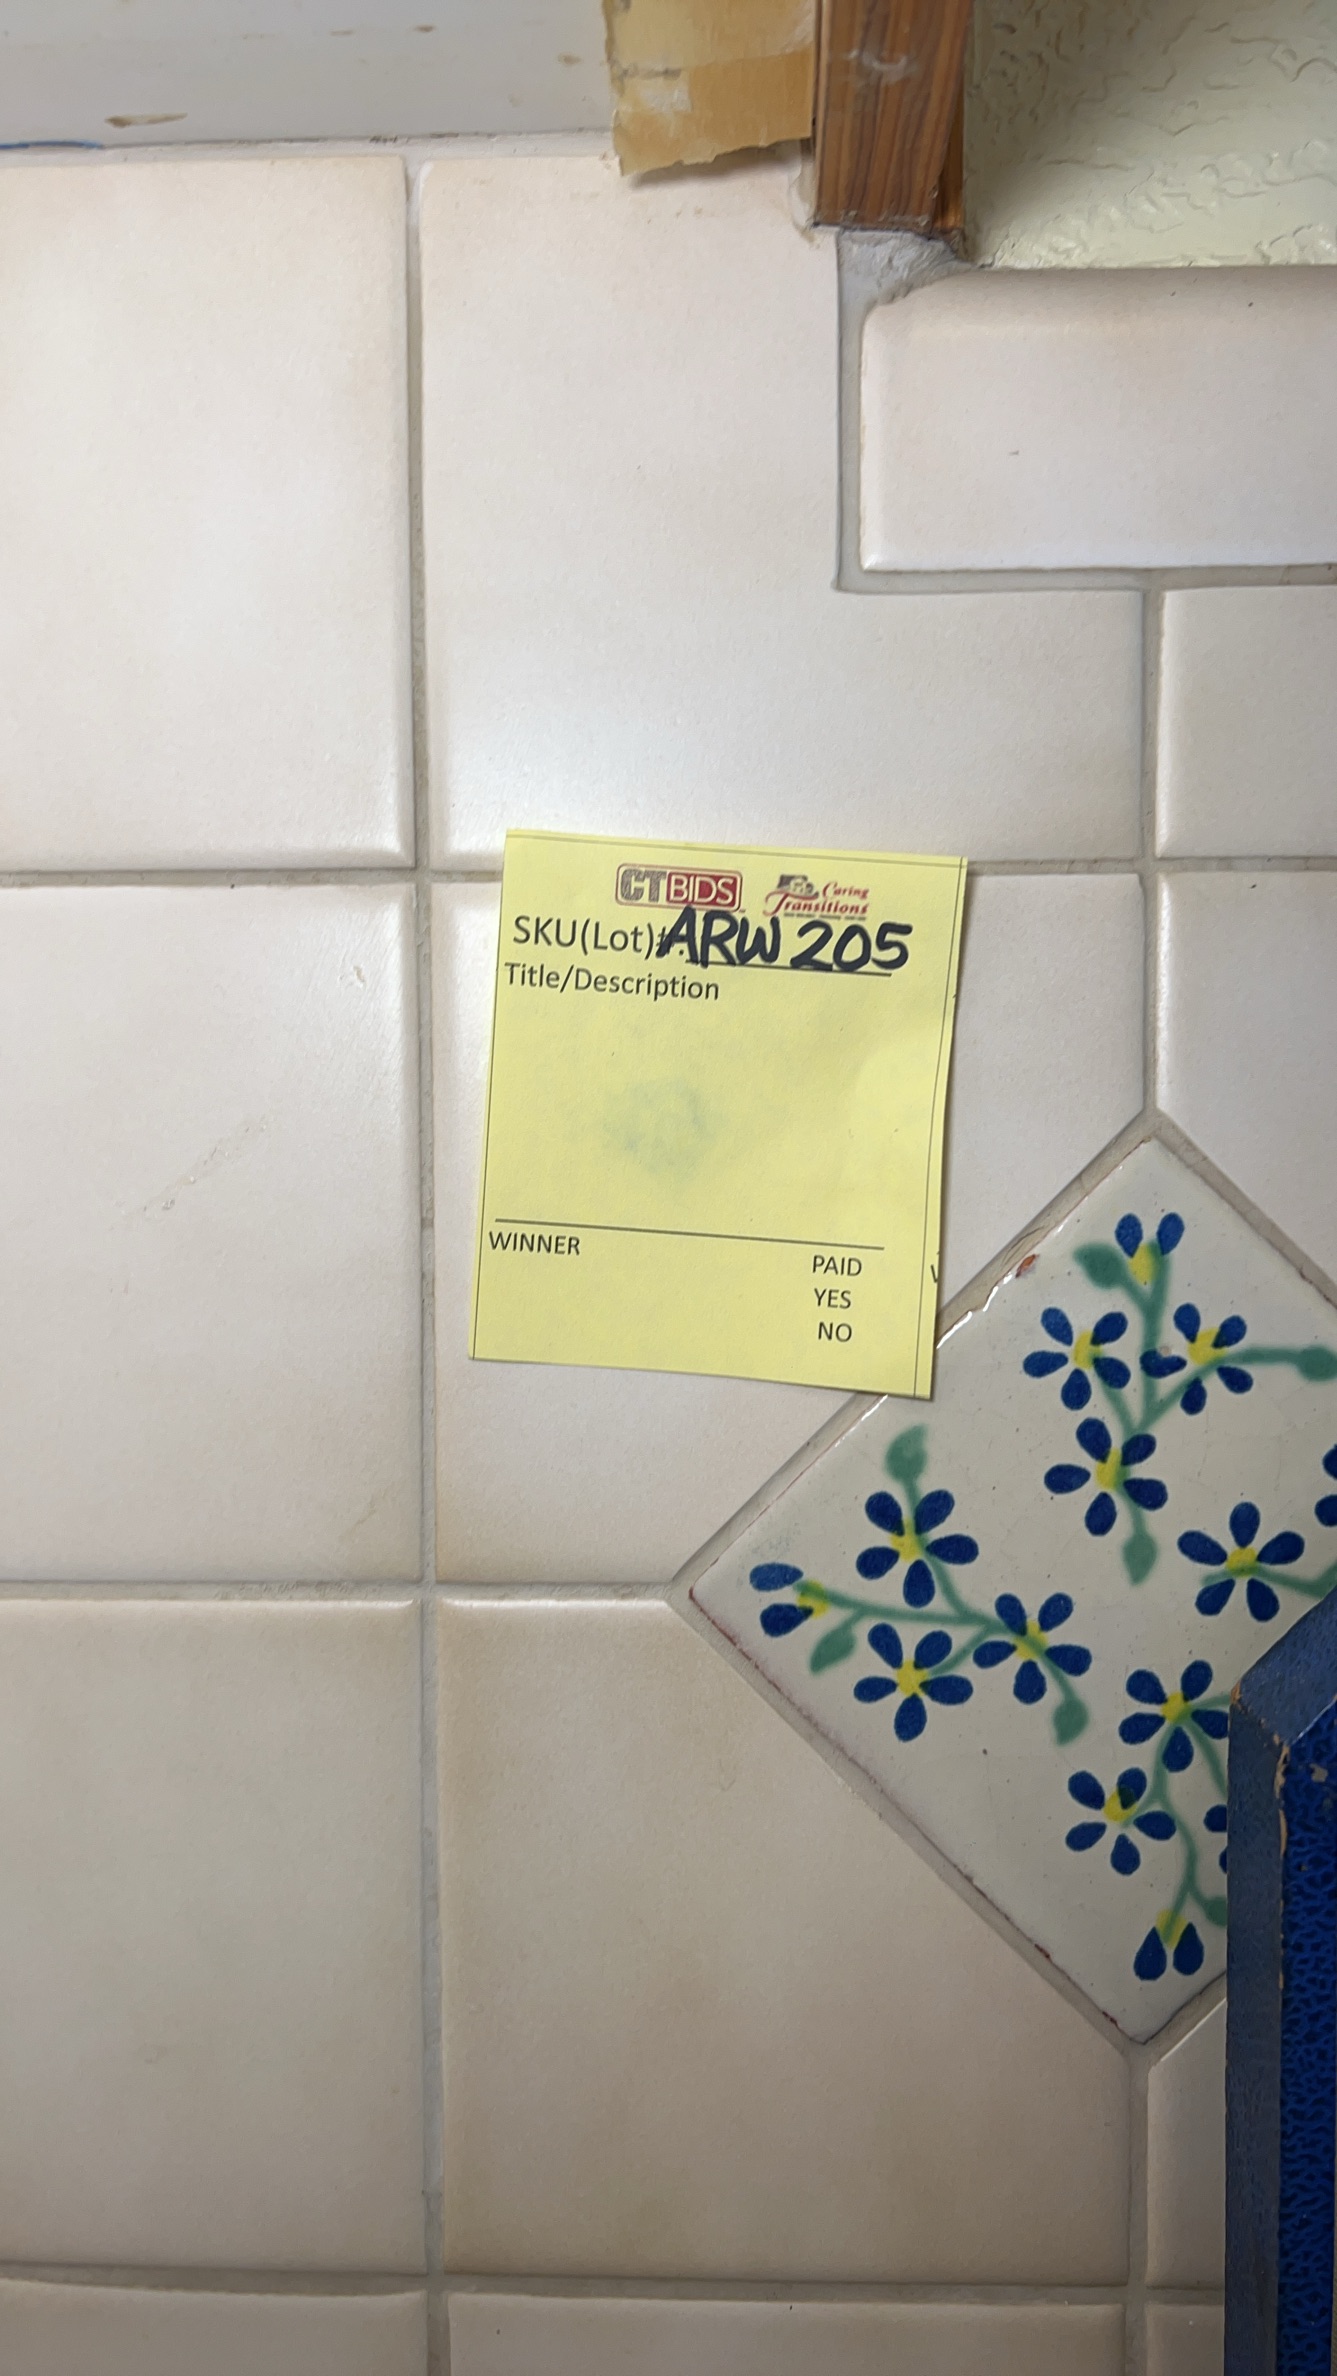 CTBIDS Caring Transitions
SKU(Lot)#: ARW 205
Title/Description
WINNER
PAID
YES
NO